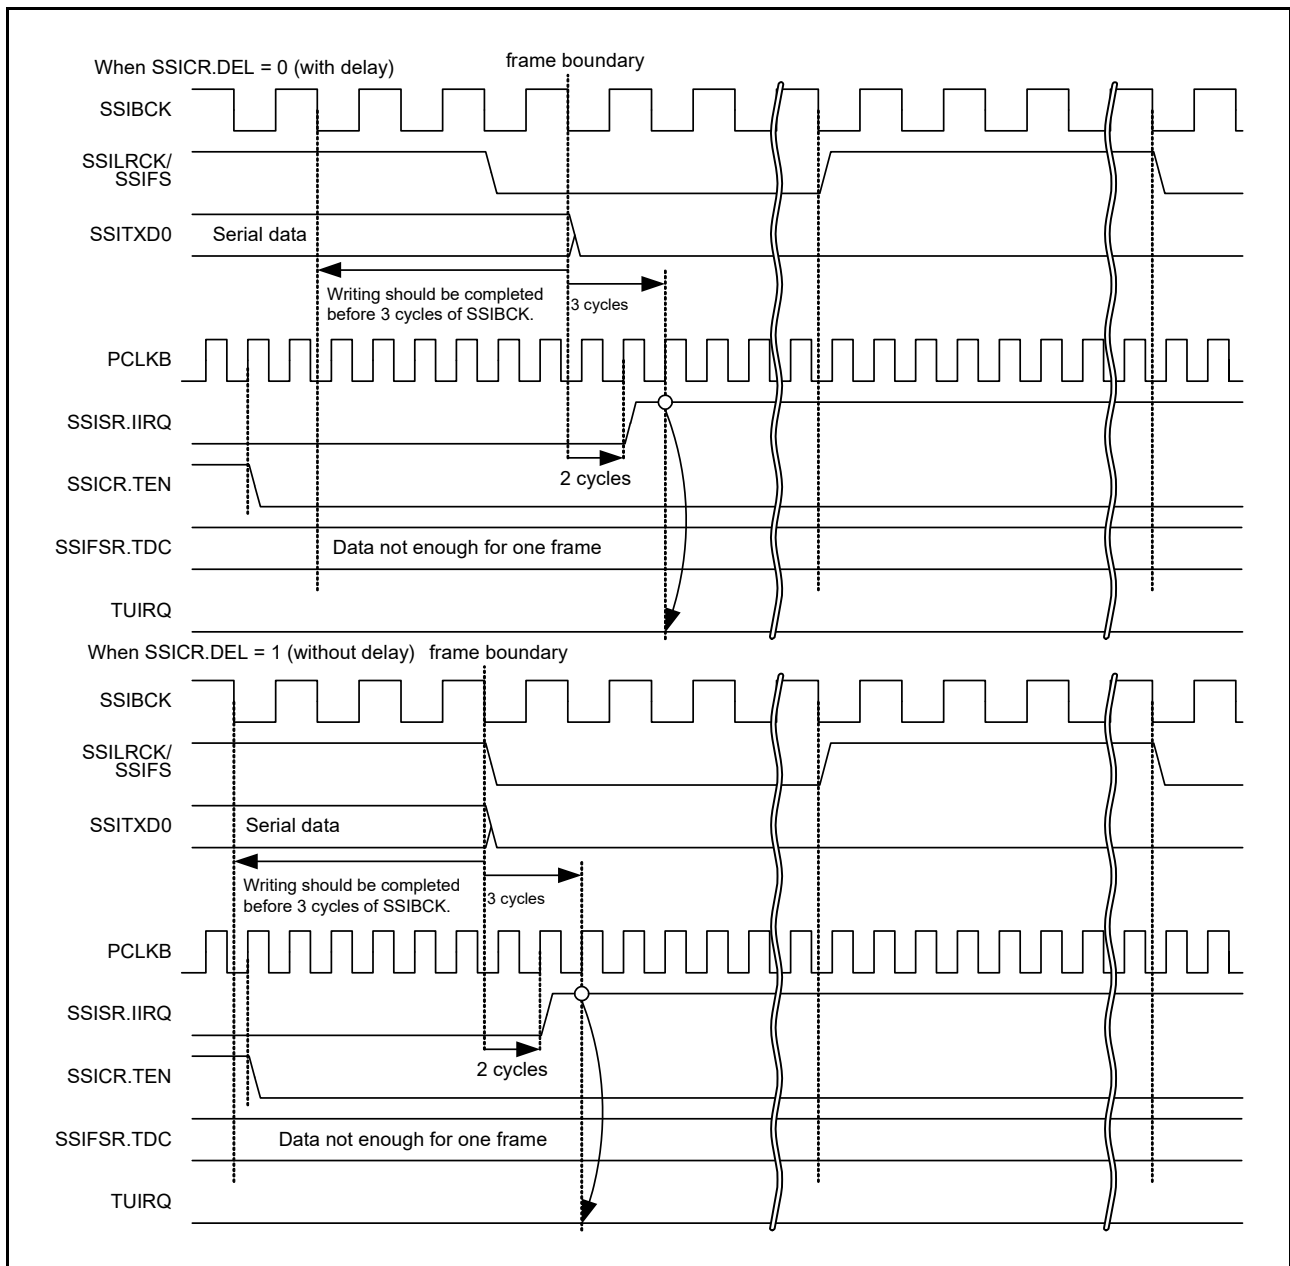 frame boundary
When SSICR.DEL = 0 (with delay)
SSIBCK
SSILRCK/
SSIFS
SSITXD0
Serial data
Writing should be completed
before 3 cycles of SSIBCK.
3 cycles
PCLKB
SSISR.IIRQ
2 cycles
SSICR.TEN
SSIFSR.TDC
Data not enough for one frame
TUIRQ
When SSICR.DEL = 1 (without delay)
frame boundary
SSIBCK
SSILRCK/
SSIFS
SSITXD0
Serial data
Writing should be completed
before 3 cycles of SSIBCK.
3 cycles
PCLKB
SSISR.IIRQ
2 cycles
SSICR.TEN
SSIFSR.TDC
Data not enough for one frame
TUIRQ